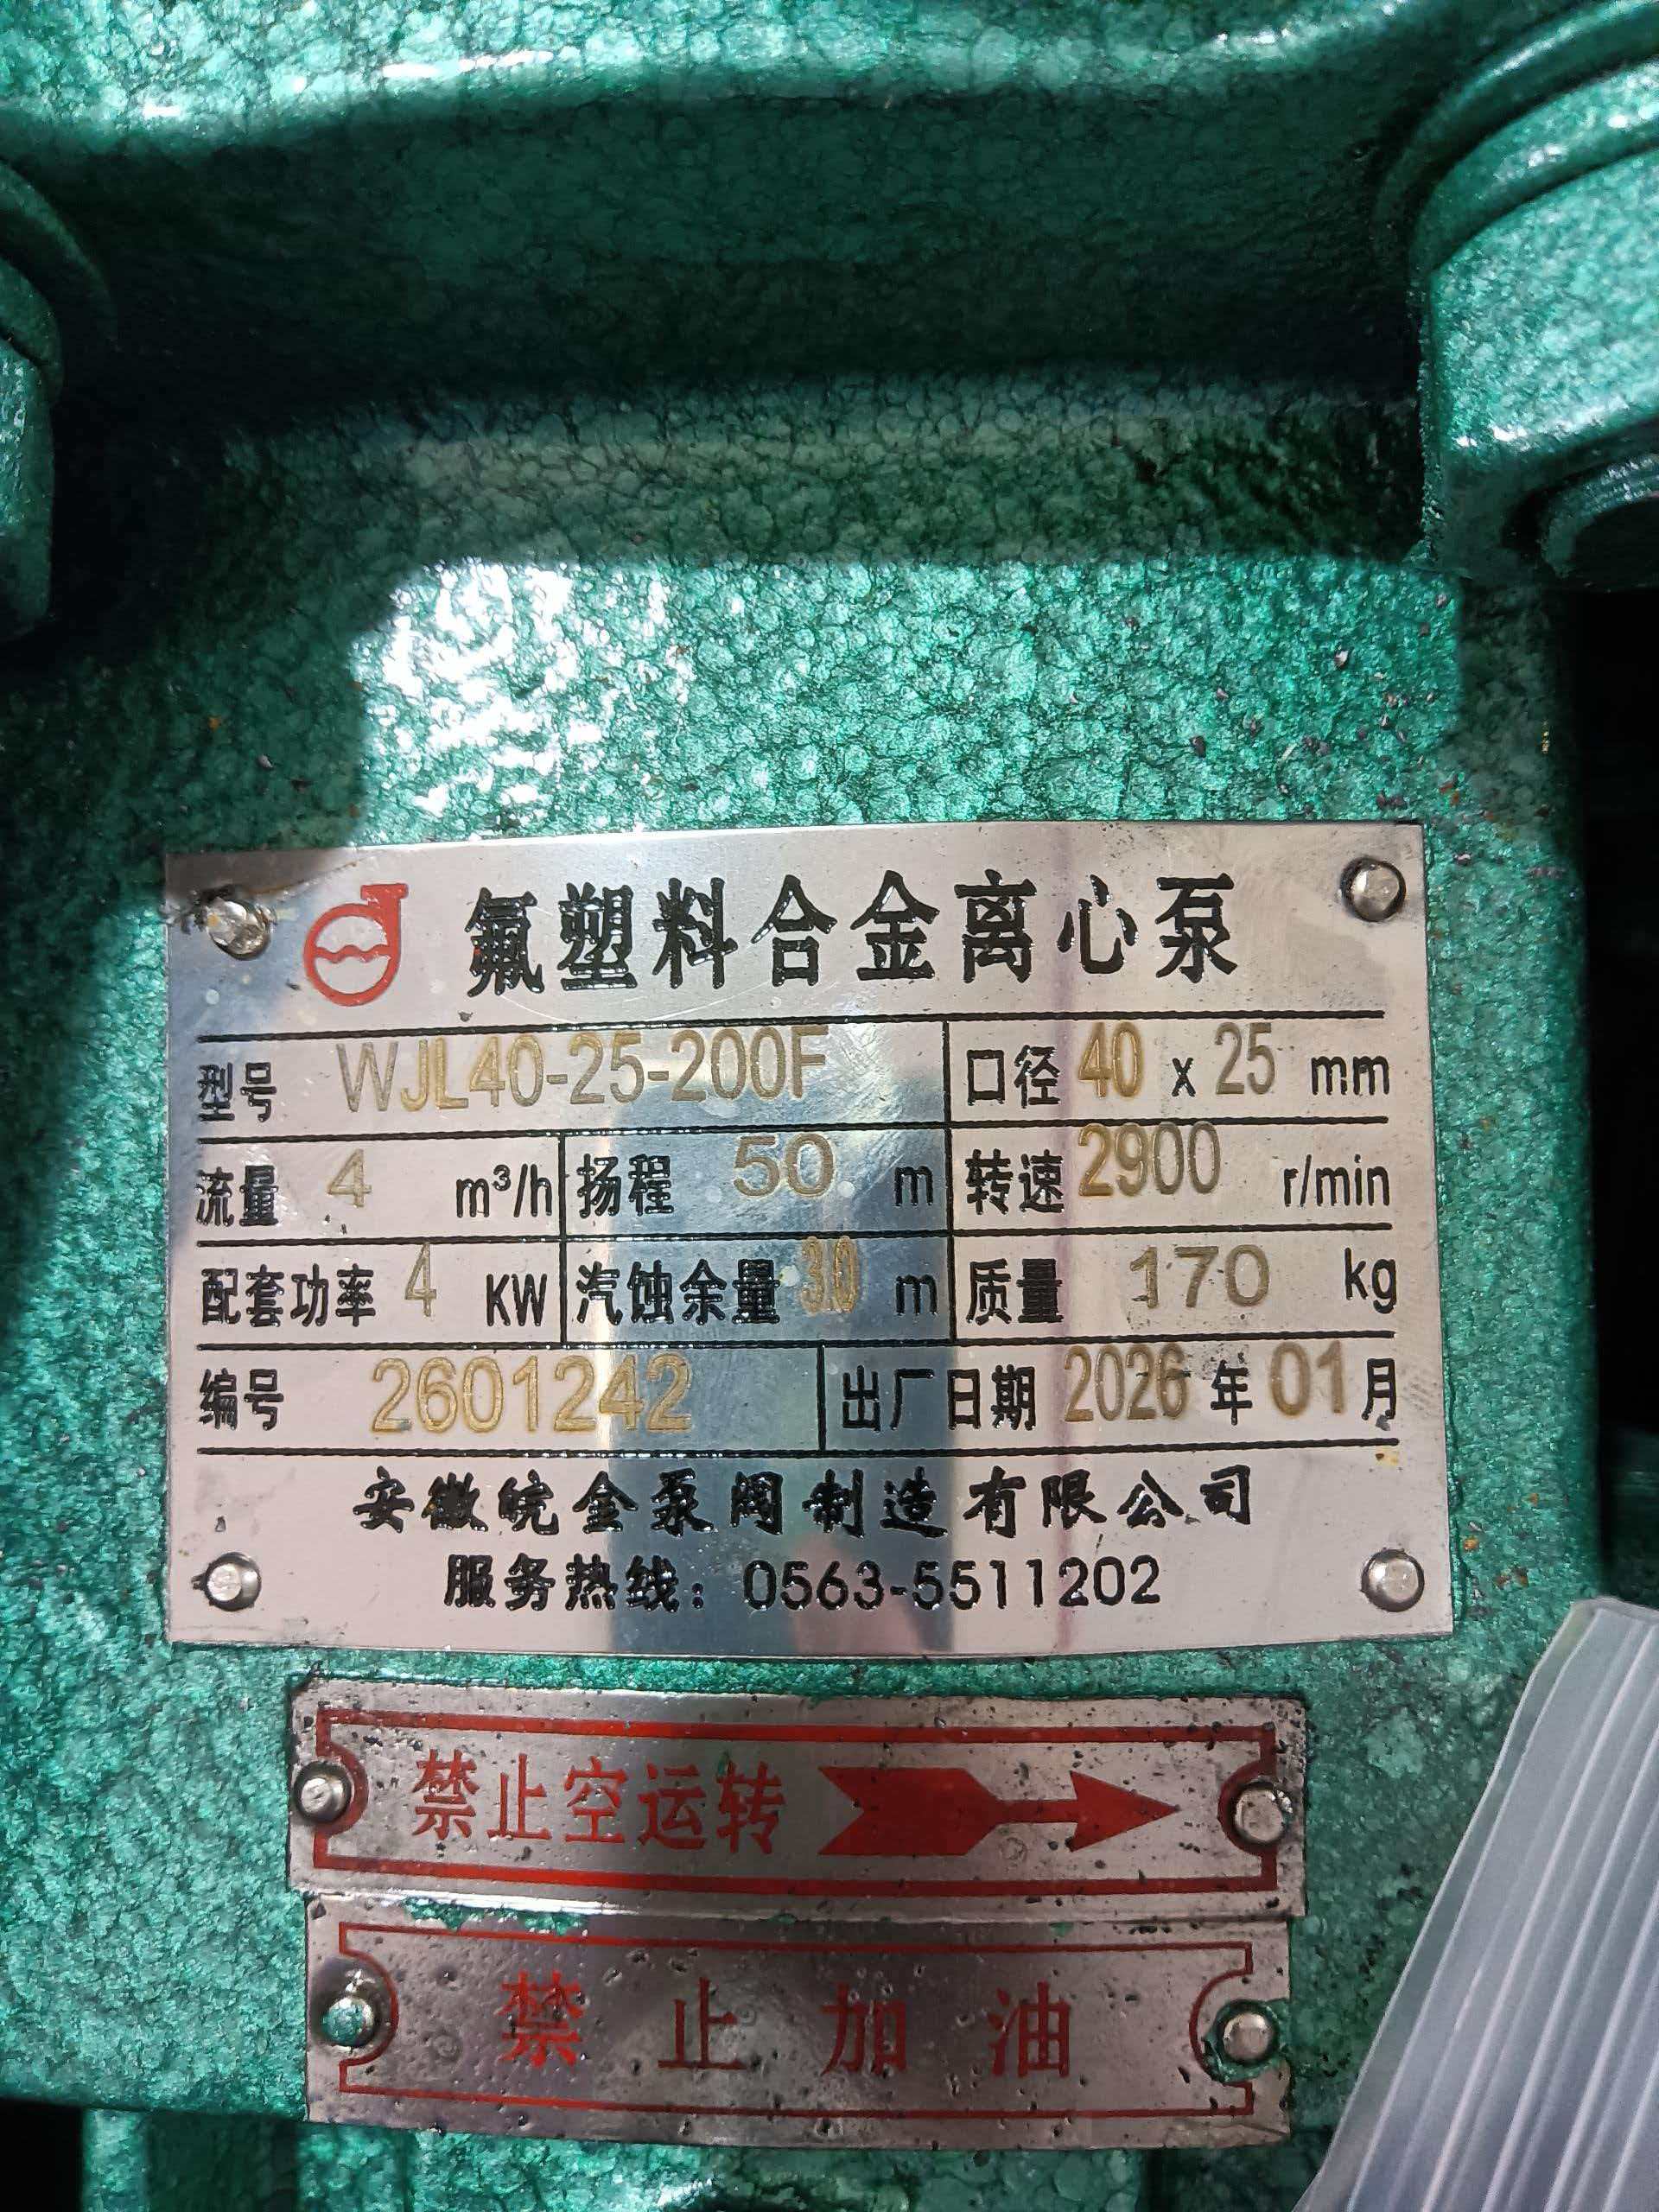 氟塑料合金离心泵
型号 WJL40-25-200F 口径 40 x 25 mm
流量 4 m³/h 扬程 50 m 转速 2900 r/min
配套功率 4 KW 汽蚀余量 3.0 m 质量 170 kg
编号 2601242 出厂日期 2026 年 01 月
安徽皖金泵阀制造有限公司
服务热线：0563-5511202
禁止空运转
禁止加油